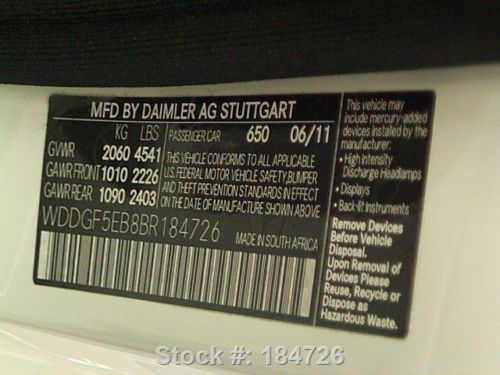 MFD BY DAIMLER AG STUTTGART
KG LBS PASSENGER CAR 650 06/11
GVWR 2060 4541
GAWR FRONT 1010 2226
GAWR REAR 1090 2403
THIS VEHICLE CONFORMS TO ALL APPLICABLE
U.S. FEDERAL MOTOR VEHICLE SAFETY, BUMPER
AND THEFT PREVENTION STANDARDS IN EFFECT
ON THE DATE OF MANUFACTURE SHOWN ABOVE.
WDDGF5EB8BR184726 MADE IN SOUTH AFRICA
This vehicle may
include mercury-added
devices installed by the
manufacturer:
• High Intensity
Discharge Headlamps
• Displays
• Back-lit Instruments
Remove Devices
Before Vehicle
Disposal.
Upon Removal of
Devices Please
Reuse, Recycle or
Dispose as
Hazardous Waste.
Stock #: 184726